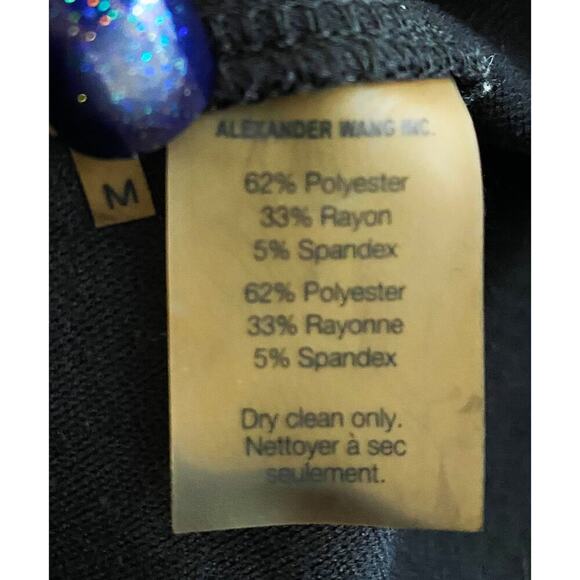 ALEXANDER WANG INC.
M
62% Polyester
33% Rayon
5% Spandex
62% Polyester
33% Rayonne
5% Spandex
Dry clean only.
Nettoyer à sec
seulement.